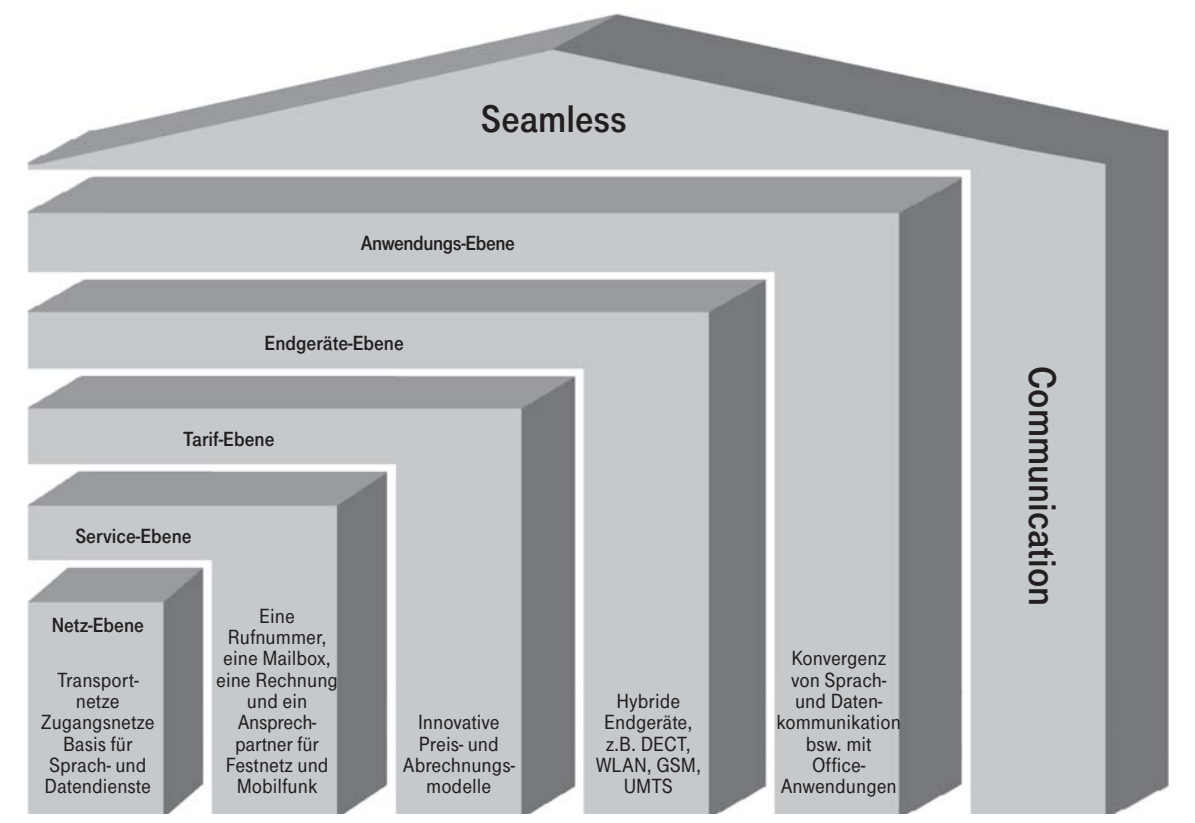 Seamless
Communication
Anwendungs-Ebene
Endgeräte-Ebene
Tarif-Ebene
Service-Ebene
Netz-Ebene
Transport-
netze
Zugangsnetze
Basis für
Sprach- und
Datendienste
Eine
Rufnummer,
eine Mailbox,
eine Rechnung
und ein
Ansprech-
partner für
Festnetz und
Mobilfunk
Innovative
Preis- und
Abrechnungs-
modelle
Hybride
Endgeräte,
z.B. DECT,
WLAN, GSM,
UMTS
Konvergenz
von Sprach-
und Daten-
kommunikation
bsw. mit
Office-
Anwendungen